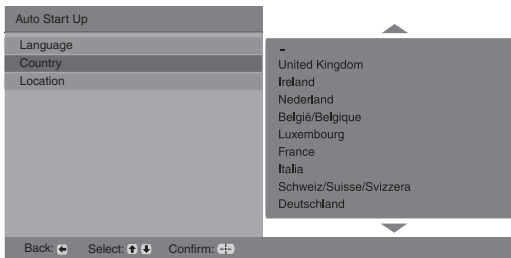 Auto Start Up
Language
Country
Location
-
United Kingdom
Ireland
Nederland
België/Belgique
Luxembourg
France
Italia
Schweiz/Suisse/Svizzera
Deutschland
Back: Select: Confirm: